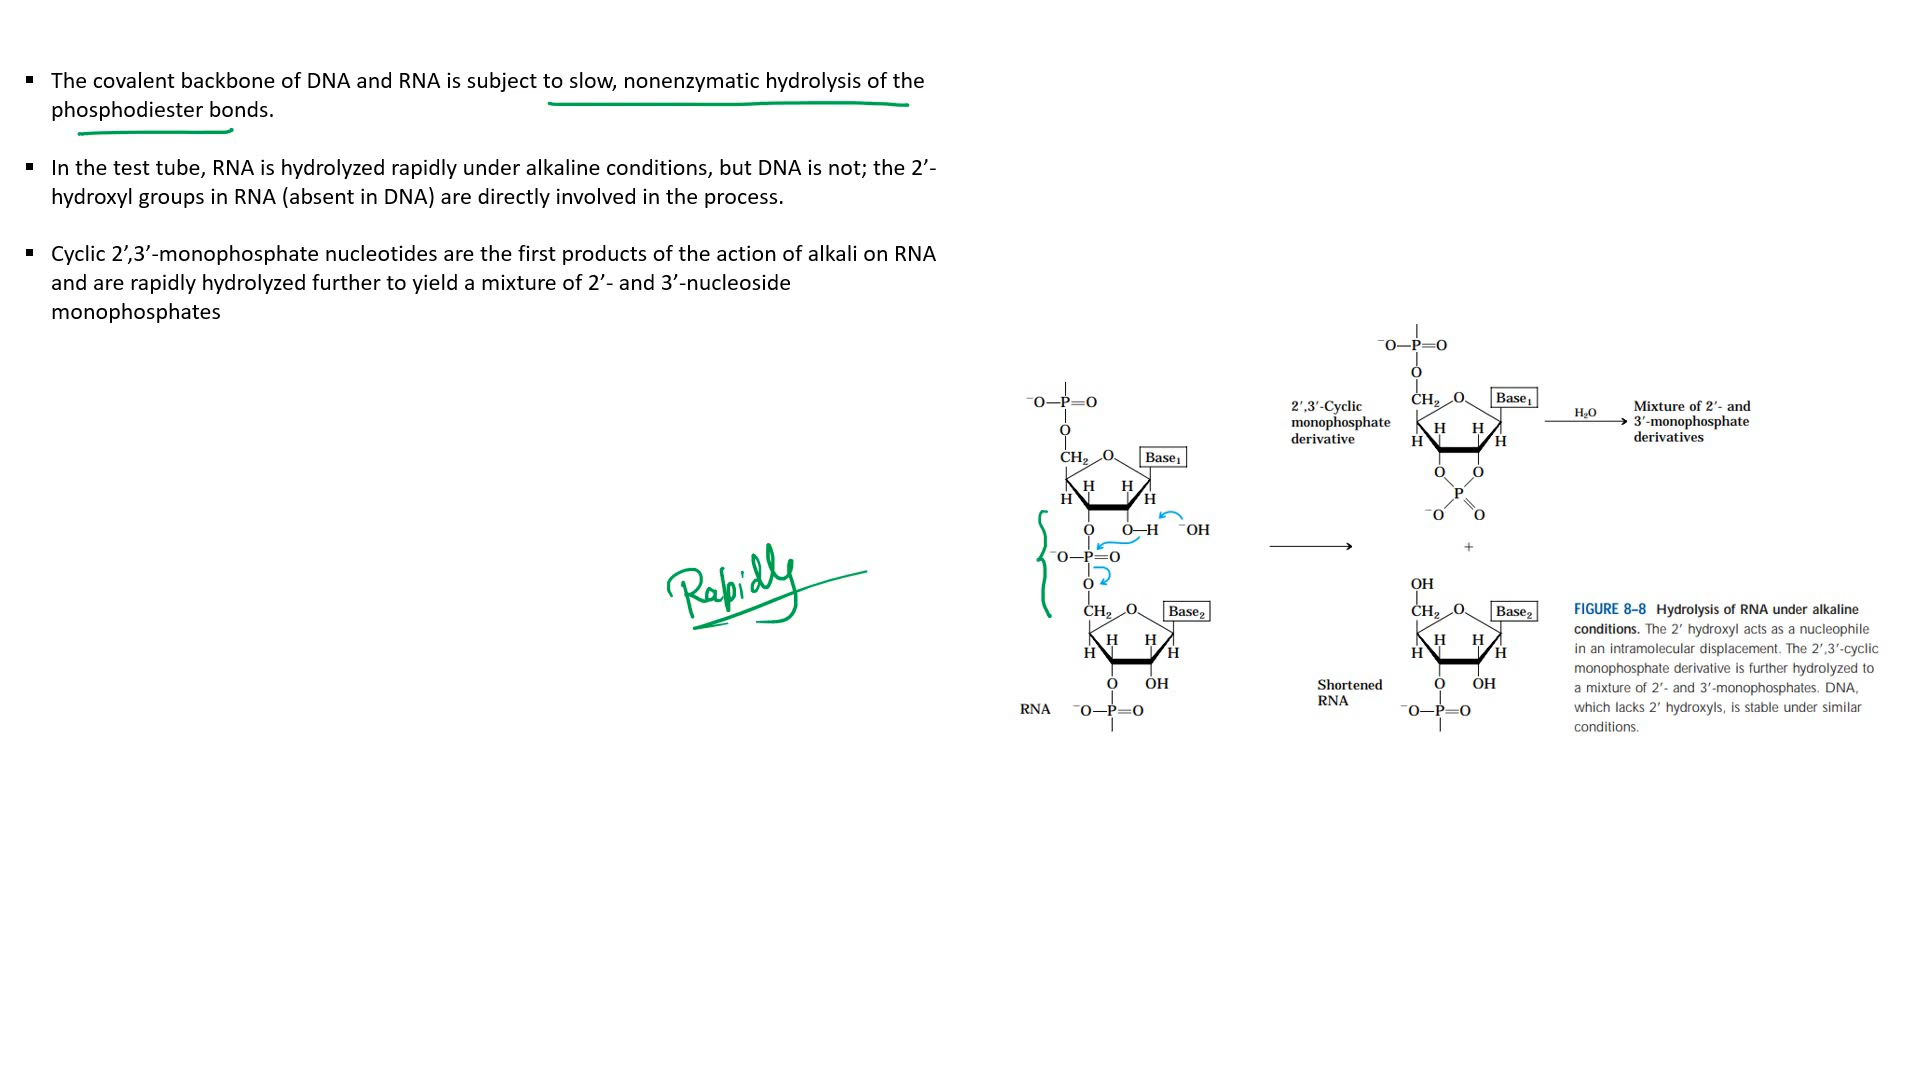 ▪ The covalent backbone of DNA and RNA is subject to slow, nonenzymatic hydrolysis of the
phosphodiester bonds.
▪ In the test tube, RNA is hydrolyzed rapidly under alkaline conditions, but DNA is not; the 2’-
hydroxyl groups in RNA (absent in DNA) are directly involved in the process.
▪ Cyclic 2’,3’-monophosphate nucleotides are the first products of the action of alkali on RNA
and are rapidly hydrolyzed further to yield a mixture of 2’- and 3’-nucleoside
monophosphates
Rapidly
⁻O—P=O
O
CH₂ O Base₁
H H
H H
O O—H ⁻OH
⁻O—P=O
O
CH₂ O Base₂
H H
H H
O OH
RNA ⁻O—P=O
⁻O—P=O
O
2′,3′-Cyclic
monophosphate
derivative
CH₂ O Base₁
H H
H H
O O
P
⁻O O
H₂O
Mixture of 2′- and
3′-monophosphate
derivatives
+
OH
CH₂ O Base₂
H H
H H
O OH
Shortened
RNA
⁻O—P=O
FIGURE 8–8 Hydrolysis of RNA under alkaline
conditions. The 2′ hydroxyl acts as a nucleophile
in an intramolecular displacement. The 2′,3′-cyclic
monophosphate derivative is further hydrolyzed to
a mixture of 2′- and 3′-monophosphates. DNA,
which lacks 2′ hydroxyls, is stable under similar
conditions.